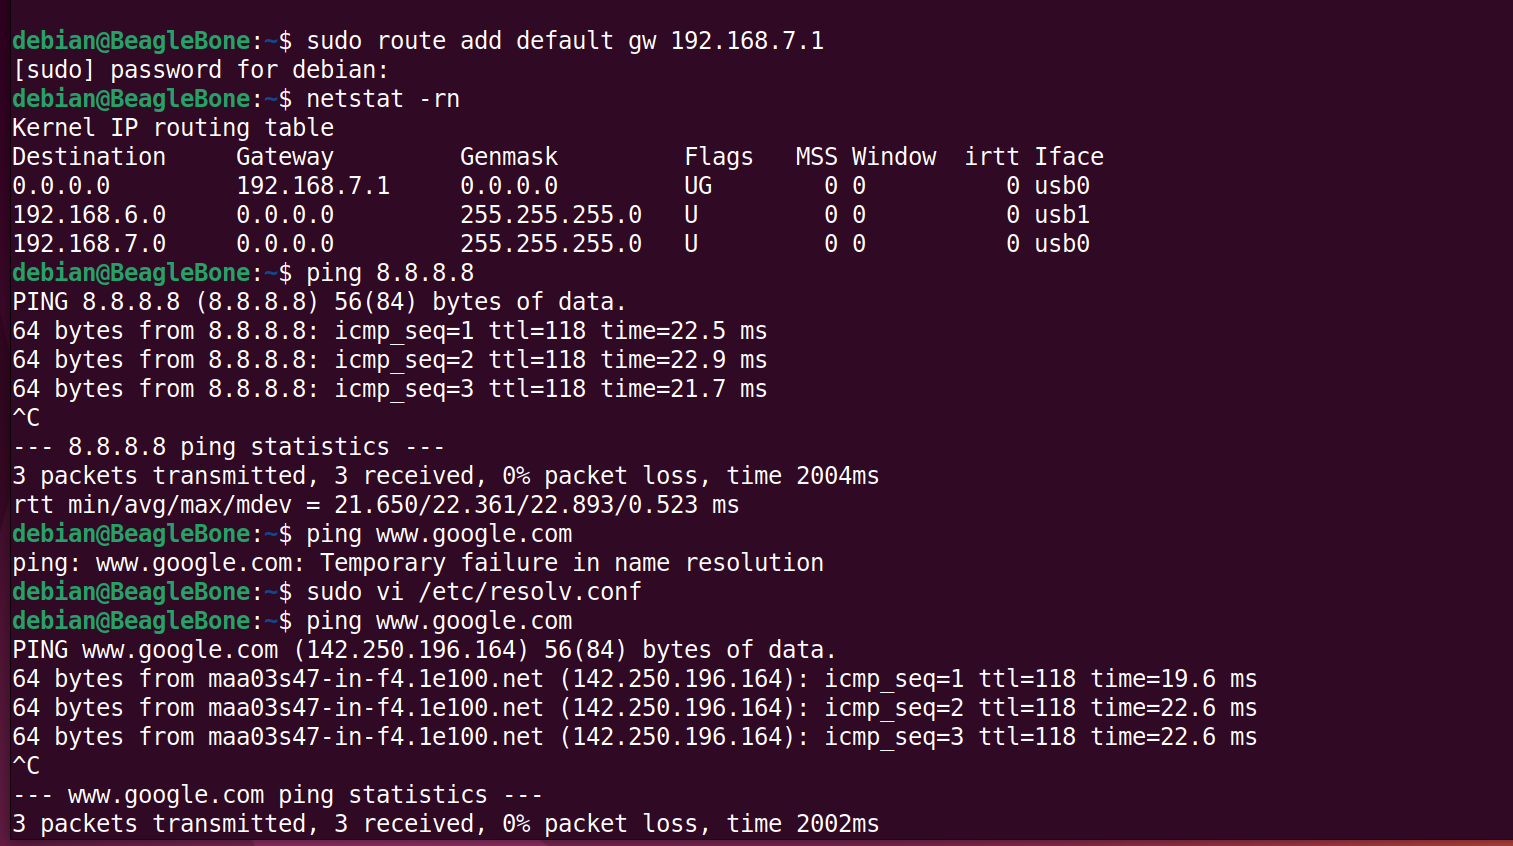 debian@BeagleBone:~$ sudo route add default gw 192.168.7.1
[sudo] password for debian:
debian@BeagleBone:~$ netstat -rn
Kernel IP routing table
Destination     Gateway         Genmask         Flags   MSS Window  irtt Iface
0.0.0.0         192.168.7.1     0.0.0.0         UG        0 0          0 usb0
192.168.6.0     0.0.0.0         255.255.255.0   U         0 0          0 usb1
192.168.7.0     0.0.0.0         255.255.255.0   U         0 0          0 usb0
debian@BeagleBone:~$ ping 8.8.8.8
PING 8.8.8.8 (8.8.8.8) 56(84) bytes of data.
64 bytes from 8.8.8.8: icmp_seq=1 ttl=118 time=22.5 ms
64 bytes from 8.8.8.8: icmp_seq=2 ttl=118 time=22.9 ms
64 bytes from 8.8.8.8: icmp_seq=3 ttl=118 time=21.7 ms
^C
--- 8.8.8.8 ping statistics ---
3 packets transmitted, 3 received, 0% packet loss, time 2004ms
rtt min/avg/max/mdev = 21.650/22.361/22.893/0.523 ms
debian@BeagleBone:~$ ping www.google.com
ping: www.google.com: Temporary failure in name resolution
debian@BeagleBone:~$ sudo vi /etc/resolv.conf
debian@BeagleBone:~$ ping www.google.com
PING www.google.com (142.250.196.164) 56(84) bytes of data.
64 bytes from maa03s47-in-f4.1e100.net (142.250.196.164): icmp_seq=1 ttl=118 time=19.6 ms
64 bytes from maa03s47-in-f4.1e100.net (142.250.196.164): icmp_seq=2 ttl=118 time=22.6 ms
64 bytes from maa03s47-in-f4.1e100.net (142.250.196.164): icmp_seq=3 ttl=118 time=22.6 ms
^C
--- www.google.com ping statistics ---
3 packets transmitted, 3 received, 0% packet loss, time 2002ms